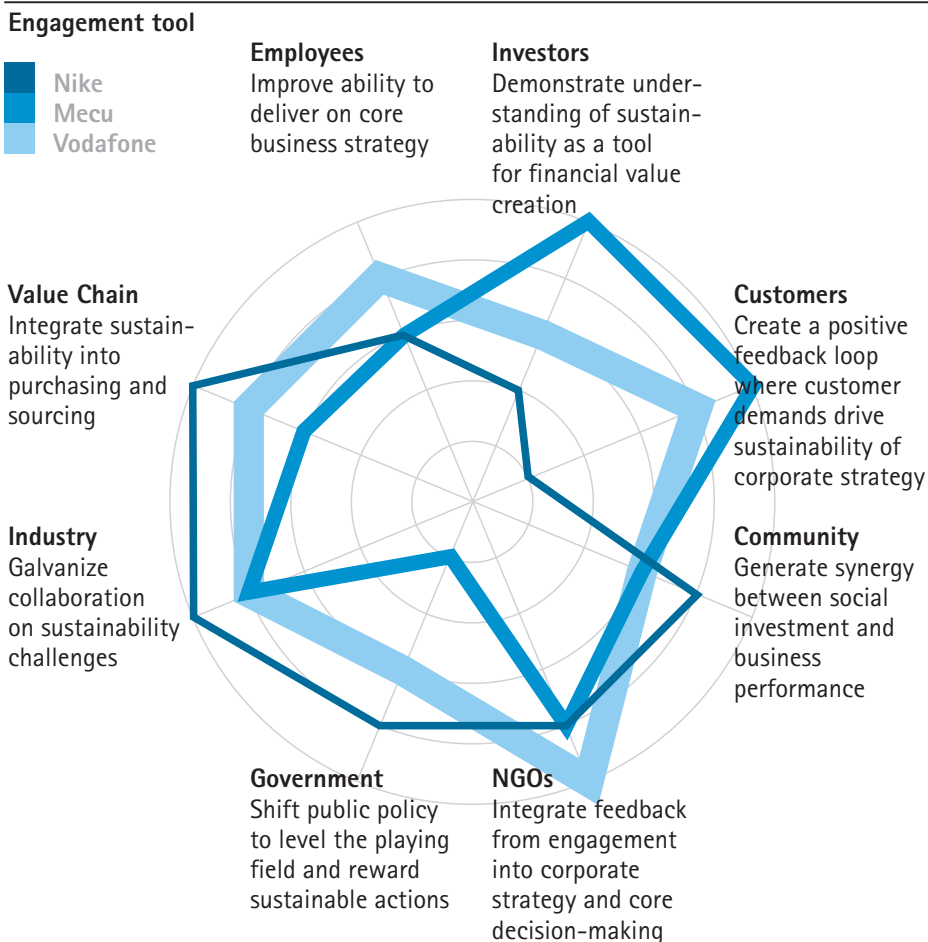 Engagement tool
Nike
Mecu
Vodafone
Employees
Improve ability to
deliver on core
business strategy
Investors
Demonstrate under-
standing of sustain-
ability as a tool
for financial value
creation
Value Chain
Integrate sustain-
ability into
purchasing and
sourcing
Customers
Create a positive
feedback loop
where customer
demands drive
sustainability of
corporate strategy
Industry
Galvanize
collaboration
on sustainability
challenges
Community
Generate synergy
between social
investment and
business
performance
Government
Shift public policy
to level the playing
field and reward
sustainable actions
NGOs
Integrate feedback
from engagement
into corporate
strategy and core
decision-making